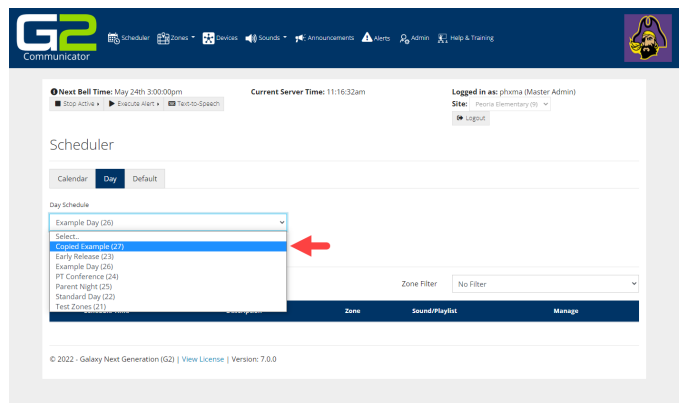 G2
Communicator
Scheduler Zones Devices Sounds Announcements Alerts Admin Help & Training
Next Bell Time: May 24th 3:00:00pm Current Server Time: 11:16:32am Logged in as: phxma (Master Admin)
Stop Active Execute Alert Text-to-Speech Site: Peoria Elementary (9)
Logout
Scheduler
Calendar Day Default
Day Schedule
Example Day (26)
Select..
Copied Example (27)
Early Release (23)
Example Day (26)
PT Conference (24)
Parent Night (25)
Standard Day (22)
Test Zones (21)
Zone Filter No Filter
Zone Sound/Playlist Manage
© 2022 - Galaxy Next Generation (G2) | View License | Version: 7.0.0